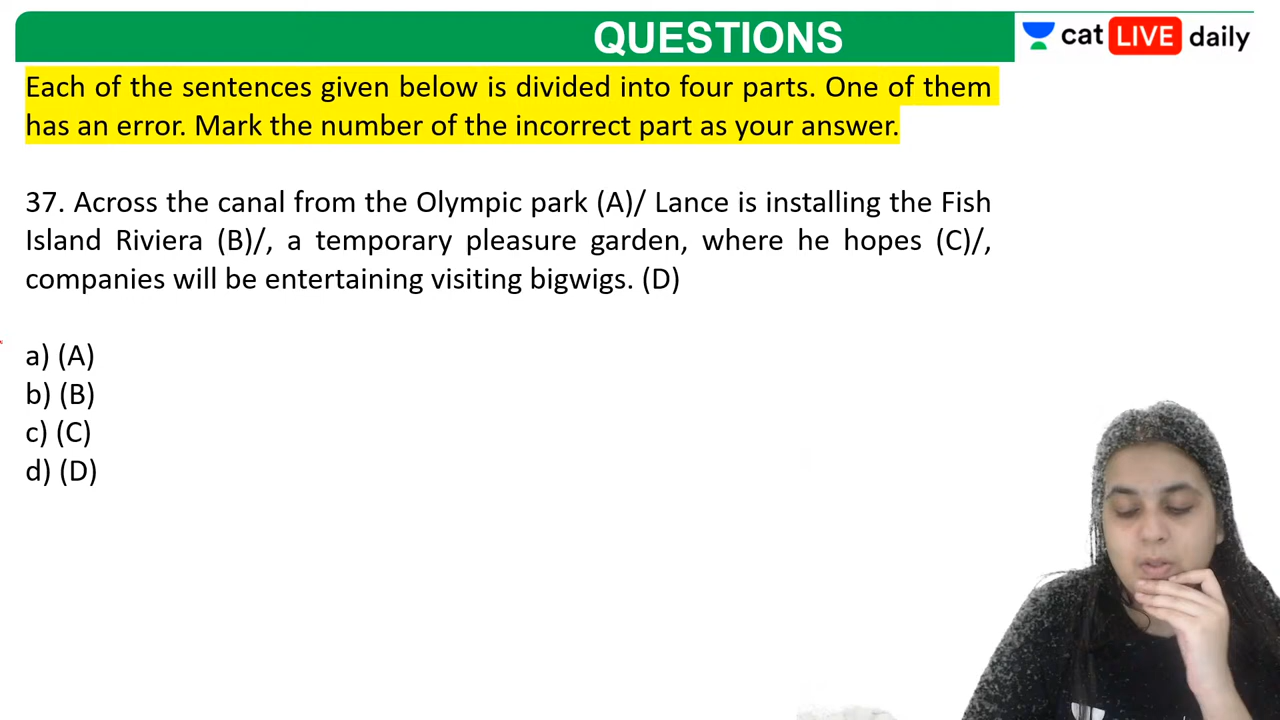 QUESTIONS
cat LIVE daily
Each of the sentences given below is divided into four parts. One of them
has an error. Mark the number of the incorrect part as your answer.
37. Across the canal from the Olympic park (A)/ Lance is installing the Fish
Island Riviera (B)/, a temporary pleasure garden, where he hopes (C)/,
companies will be entertaining visiting bigwigs. (D)
a) (A)
b) (B)
c) (C)
d) (D)